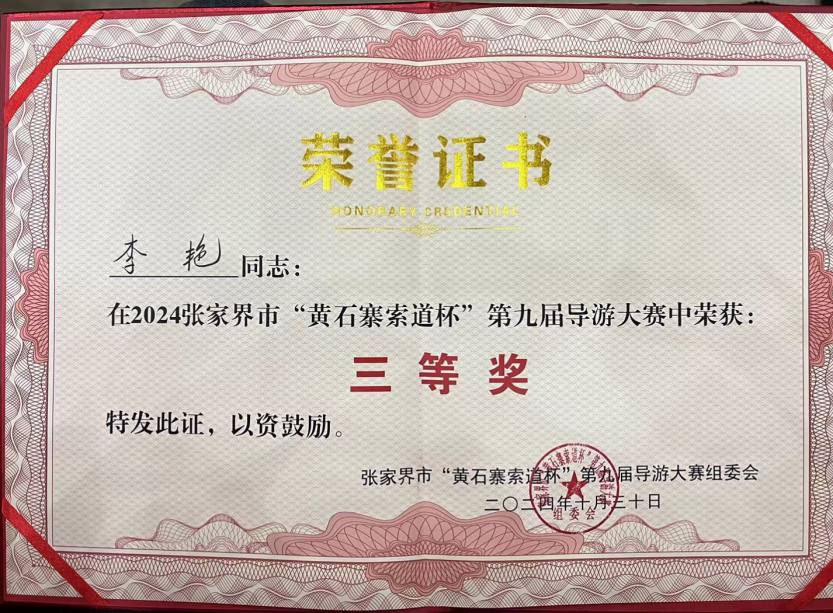 荣誉证书
HONORARY CREDENTIAL
李艳同志：
在2024张家界市“黄石寨索道杯”第九届导游大赛中荣获：
三等奖
特发此证，以资鼓励。
张家界市“黄石寨索道杯”第九届导游大赛组委会
二〇二四年十月三十日
组委会